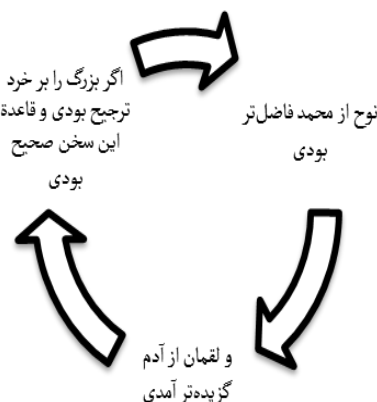 اگر بزرگ را بر خرد
ترجیح بودی و قاعدة
این سخن صحیح
بودی
نوح از محمد فاضل‌تر
بودی
و لقمان از آدم
گزیده‌تر آمدی